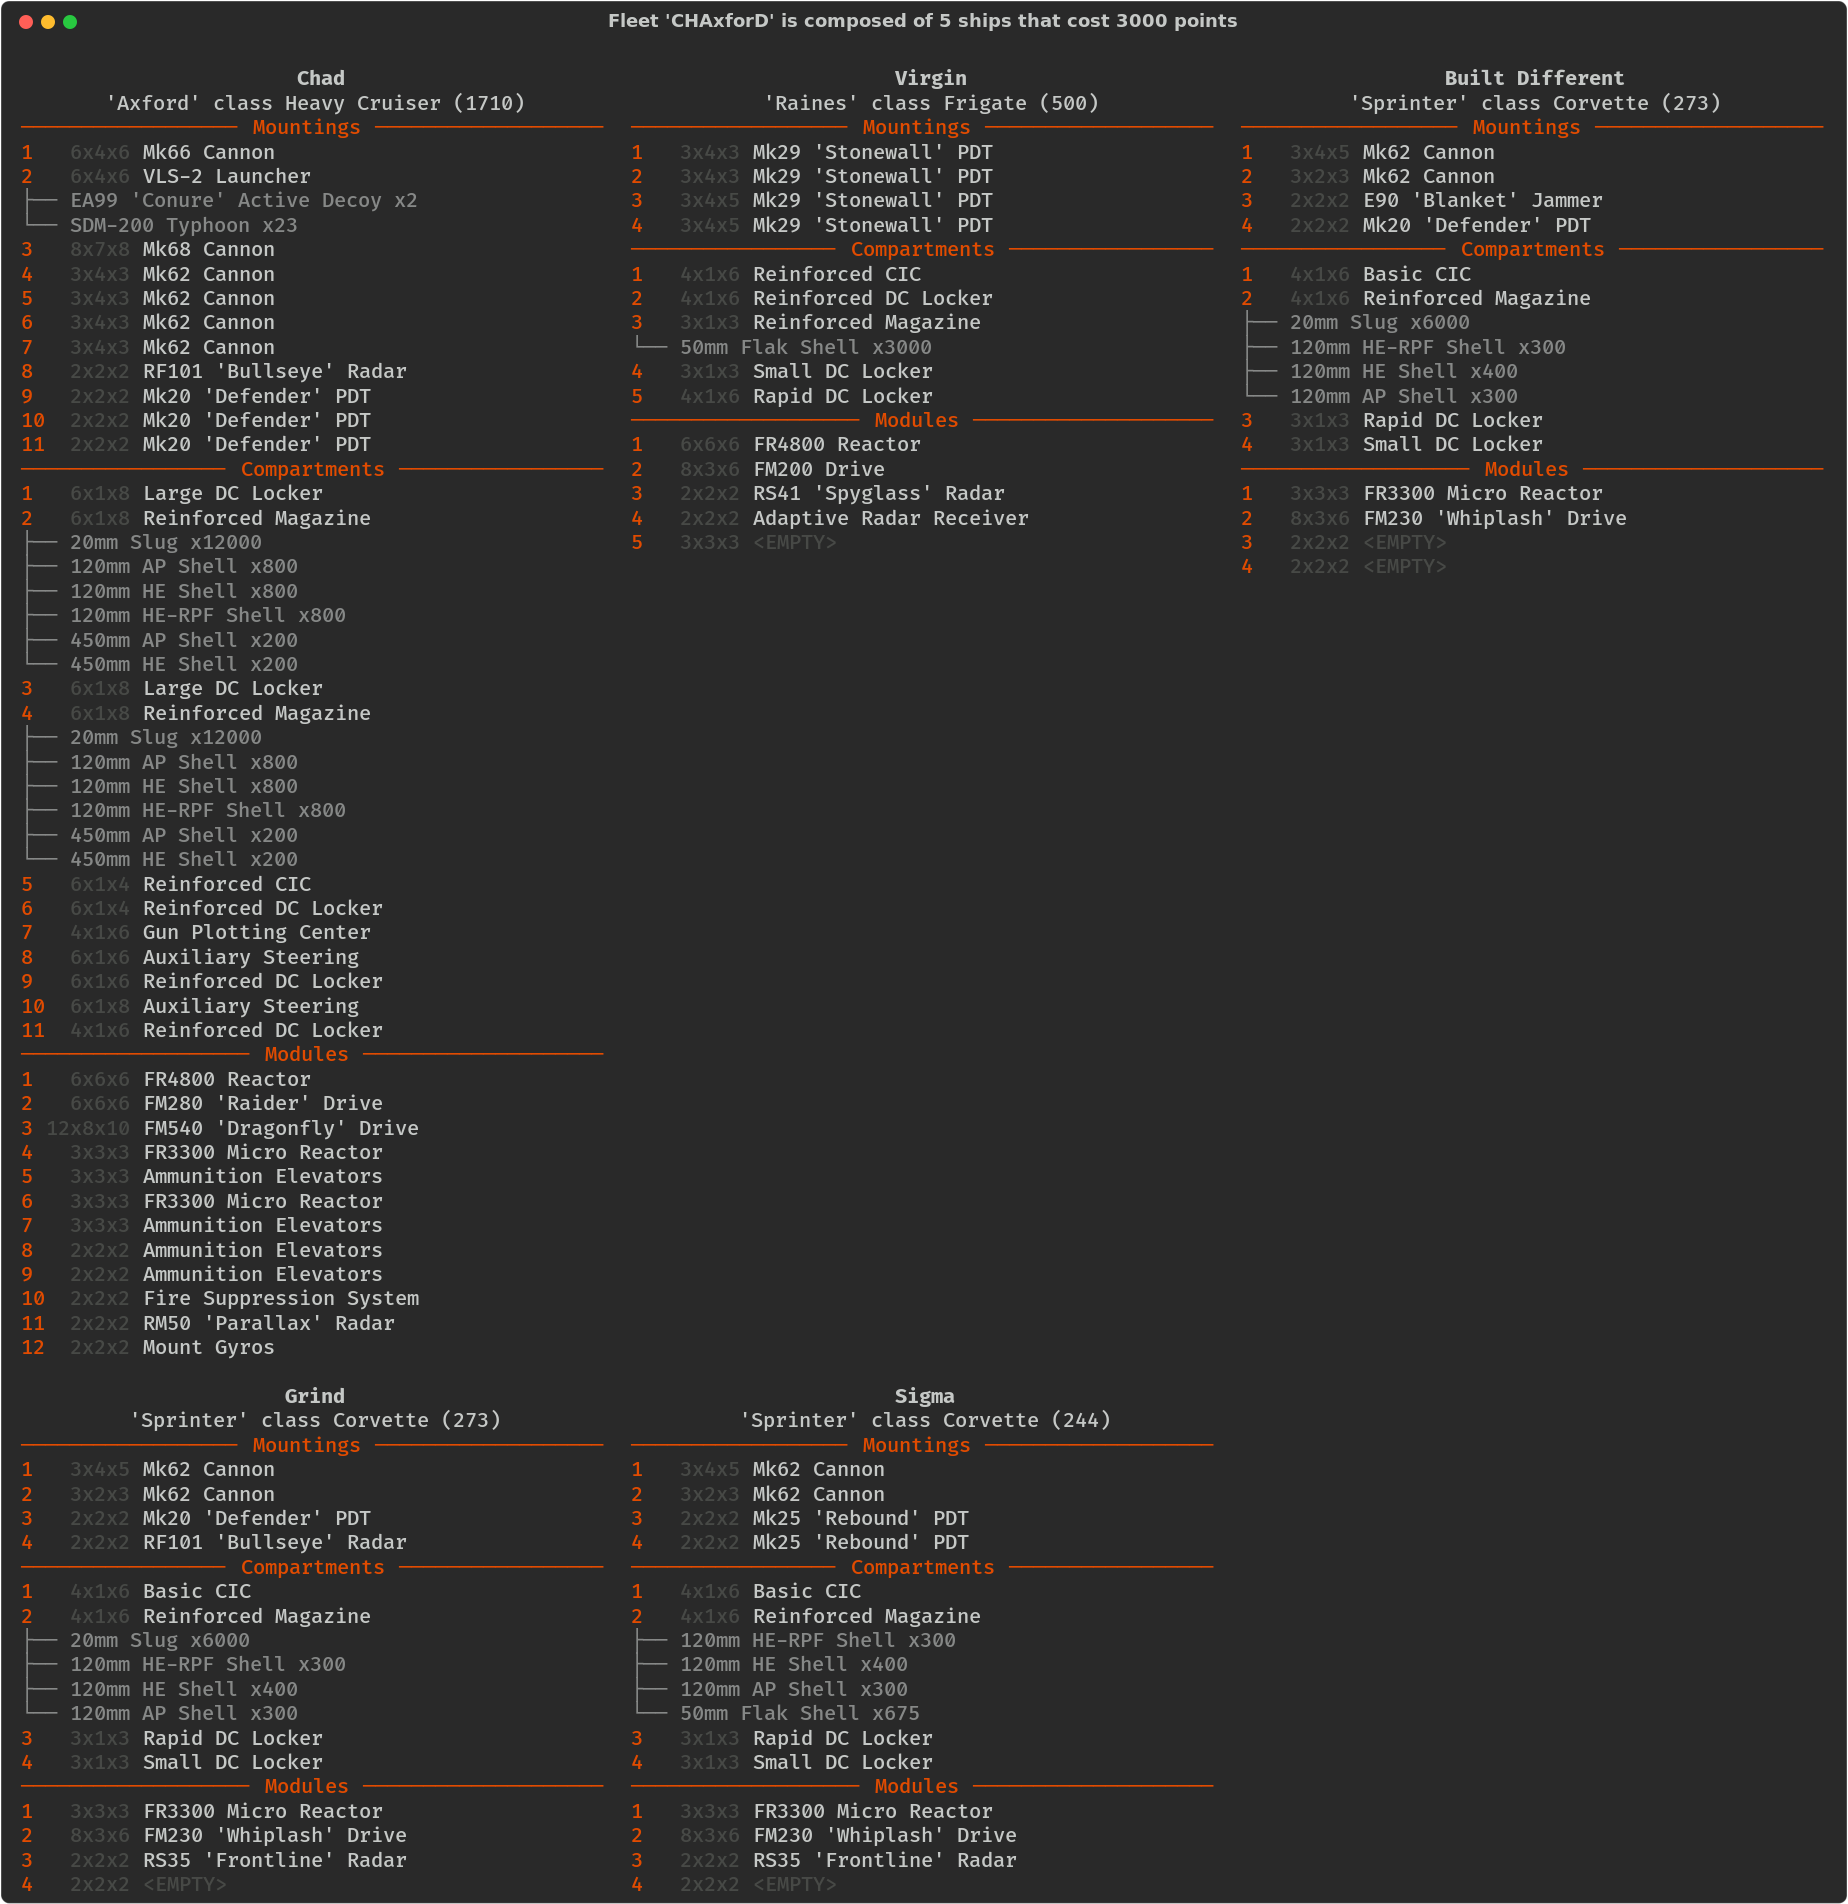 Fleet 'CHAxforD' is composed of 5 ships that cost 3000 points
Chad
'Axford' class Heavy Cruiser (1710)
Mountings
1 6x4x6 Mk66 Cannon
2 6x4x6 VLS-2 Launcher
├── EA99 'Conure' Active Decoy x2
└── SDM-200 Typhoon x23
3 8x7x8 Mk68 Cannon
4 3x4x3 Mk62 Cannon
5 3x4x3 Mk62 Cannon
6 3x4x3 Mk62 Cannon
7 3x4x3 Mk62 Cannon
8 2x2x2 RF101 'Bullseye' Radar
9 2x2x2 Mk20 'Defender' PDT
10 2x2x2 Mk20 'Defender' PDT
11 2x2x2 Mk20 'Defender' PDT
Compartments
1 6x1x8 Large DC Locker
2 6x1x8 Reinforced Magazine
├── 20mm Slug x12000
├── 120mm AP Shell x800
├── 120mm HE Shell x800
├── 120mm HE-RPF Shell x800
├── 450mm AP Shell x200
└── 450mm HE Shell x200
3 6x1x8 Large DC Locker
4 6x1x8 Reinforced Magazine
├── 20mm Slug x12000
├── 120mm AP Shell x800
├── 120mm HE Shell x800
├── 120mm HE-RPF Shell x800
├── 450mm AP Shell x200
└── 450mm HE Shell x200
5 6x1x4 Reinforced CIC
6 6x1x4 Reinforced DC Locker
7 4x1x6 Gun Plotting Center
8 6x1x6 Auxiliary Steering
9 6x1x6 Reinforced DC Locker
10 6x1x8 Auxiliary Steering
11 4x1x6 Reinforced DC Locker
Modules
1 6x6x6 FR4800 Reactor
2 6x6x6 FM280 'Raider' Drive
3 12x8x10 FM540 'Dragonfly' Drive
4 3x3x3 FR3300 Micro Reactor
5 3x3x3 Ammunition Elevators
6 3x3x3 FR3300 Micro Reactor
7 3x3x3 Ammunition Elevators
8 2x2x2 Ammunition Elevators
9 2x2x2 Ammunition Elevators
10 2x2x2 Fire Suppression System
11 2x2x2 RM50 'Parallax' Radar
12 2x2x2 Mount Gyros
Virgin
'Raines' class Frigate (500)
Mountings
1 3x4x3 Mk29 'Stonewall' PDT
2 3x4x3 Mk29 'Stonewall' PDT
3 3x4x5 Mk29 'Stonewall' PDT
4 3x4x5 Mk29 'Stonewall' PDT
Compartments
1 4x1x6 Reinforced CIC
2 4x1x6 Reinforced DC Locker
3 3x1x3 Reinforced Magazine
└── 50mm Flak Shell x3000
4 3x1x3 Small DC Locker
5 4x1x6 Rapid DC Locker
Modules
1 6x6x6 FR4800 Reactor
2 8x3x6 FM200 Drive
3 2x2x2 RS41 'Spyglass' Radar
4 2x2x2 Adaptive Radar Receiver
5 3x3x3 <EMPTY>
Built Different
'Sprinter' class Corvette (273)
Mountings
1 3x4x5 Mk62 Cannon
2 3x2x3 Mk62 Cannon
3 2x2x2 E90 'Blanket' Jammer
4 2x2x2 Mk20 'Defender' PDT
Compartments
1 4x1x6 Basic CIC
2 4x1x6 Reinforced Magazine
├── 20mm Slug x6000
├── 120mm HE-RPF Shell x300
├── 120mm HE Shell x400
└── 120mm AP Shell x300
3 3x1x3 Rapid DC Locker
4 3x1x3 Small DC Locker
Modules
1 3x3x3 FR3300 Micro Reactor
2 8x3x6 FM230 'Whiplash' Drive
3 2x2x2 <EMPTY>
4 2x2x2 <EMPTY>
Grind
'Sprinter' class Corvette (273)
Mountings
1 3x4x5 Mk62 Cannon
2 3x2x3 Mk62 Cannon
3 2x2x2 Mk20 'Defender' PDT
4 2x2x2 RF101 'Bullseye' Radar
Compartments
1 4x1x6 Basic CIC
2 4x1x6 Reinforced Magazine
├── 20mm Slug x6000
├── 120mm HE-RPF Shell x300
├── 120mm HE Shell x400
└── 120mm AP Shell x300
3 3x1x3 Rapid DC Locker
4 3x1x3 Small DC Locker
Modules
1 3x3x3 FR3300 Micro Reactor
2 8x3x6 FM230 'Whiplash' Drive
3 2x2x2 RS35 'Frontline' Radar
4 2x2x2 <EMPTY>
Sigma
'Sprinter' class Corvette (244)
Mountings
1 3x4x5 Mk62 Cannon
2 3x2x3 Mk62 Cannon
3 2x2x2 Mk25 'Rebound' PDT
4 2x2x2 Mk25 'Rebound' PDT
Compartments
1 4x1x6 Basic CIC
2 4x1x6 Reinforced Magazine
├── 120mm HE-RPF Shell x300
├── 120mm HE Shell x400
├── 120mm AP Shell x300
└── 50mm Flak Shell x675
3 3x1x3 Rapid DC Locker
4 3x1x3 Small DC Locker
Modules
1 3x3x3 FR3300 Micro Reactor
2 8x3x6 FM230 'Whiplash' Drive
3 2x2x2 RS35 'Frontline' Radar
4 2x2x2 <EMPTY>